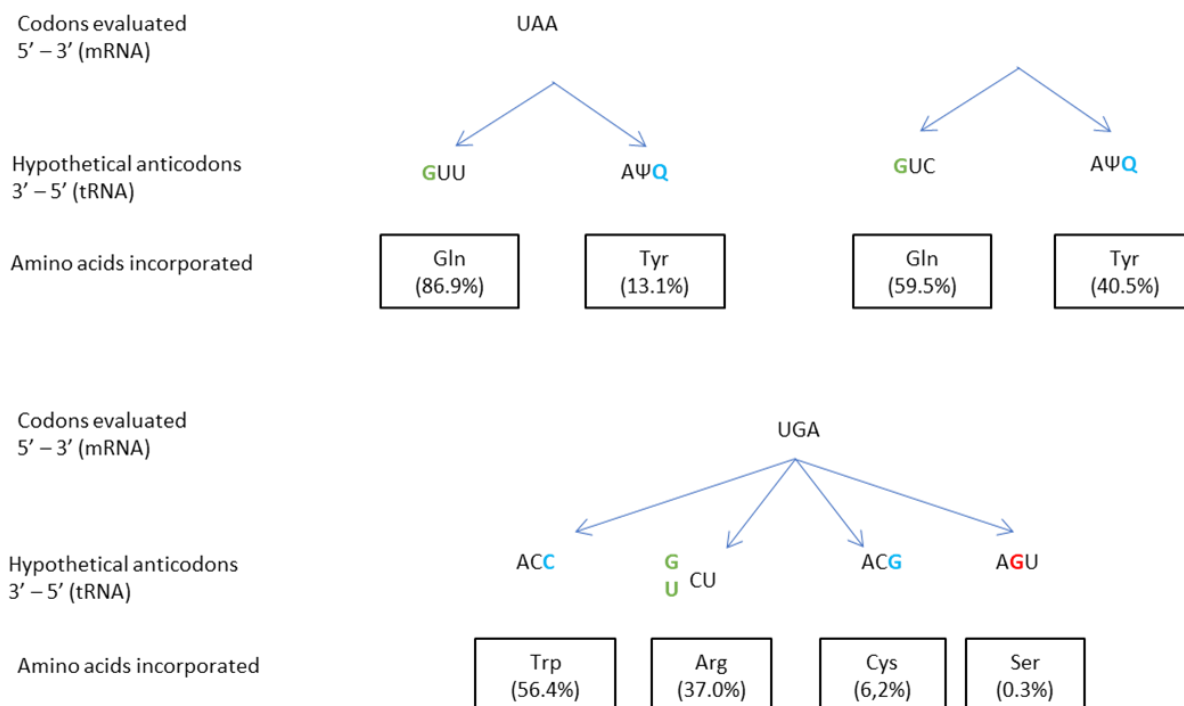 Codons evaluated
5’ – 3’ (mRNA)
UAA
Hypothetical anticodons
3’ – 5’ (tRNA)
GUU
AΨQ
GUC
AΨQ
Amino acids incorporated
Gln
(86.9%)
Tyr
(13.1%)
Gln
(59.5%)
Tyr
(40.5%)
Codons evaluated
5’ – 3’ (mRNA)
UGA
Hypothetical anticodons
3’ – 5’ (tRNA)
ACC
G
U CU
ACG
AGU
Amino acids incorporated
Trp
(56.4%)
Arg
(37.0%)
Cys
(6,2%)
Ser
(0.3%)